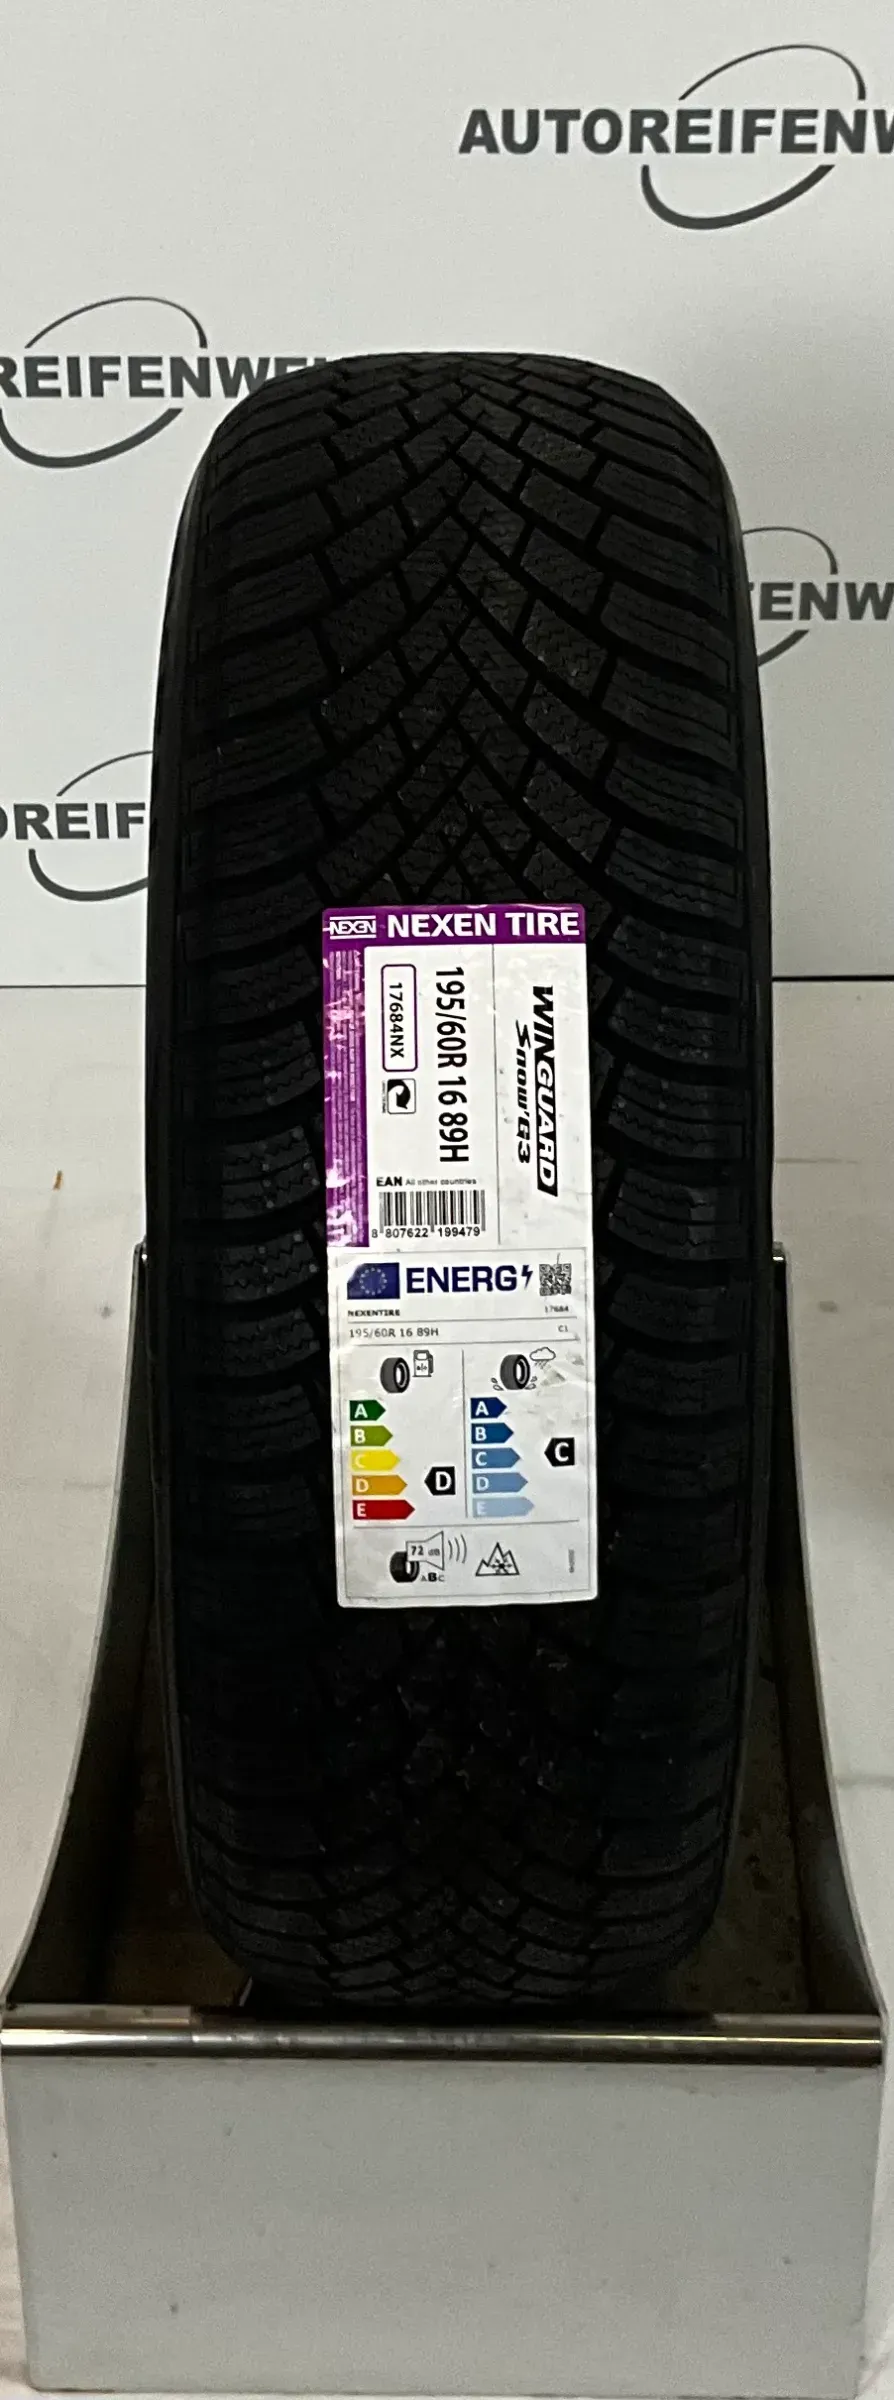 AUTOREIFENW
REIFENWE
ENW
OREIF
NEXEN NEXEN TIRE
WINGUARD
Snow'G3
195/60R 16 89H
17684NX
EAN All other countries
8 807622 199479
ENERG
NEXENTIRE 17684
195/60R 16 89H C1
A A
B B
C C C
D D D
E E
72 dB
ABC